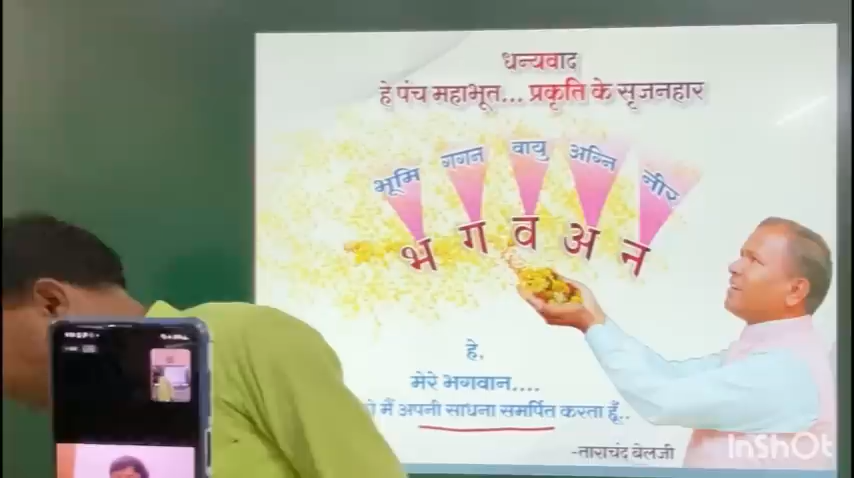 धन्यवाद
हे पंच महाभूत... प्रकृति के सृजनहार
भूमि गगन वायु अग्नि नीर
भ ग व अ न
हे,
मेरे भगवान....
मैं अपनी साधना समर्पित करता हूँ..
-ताराचंद बेलजी
InShOt